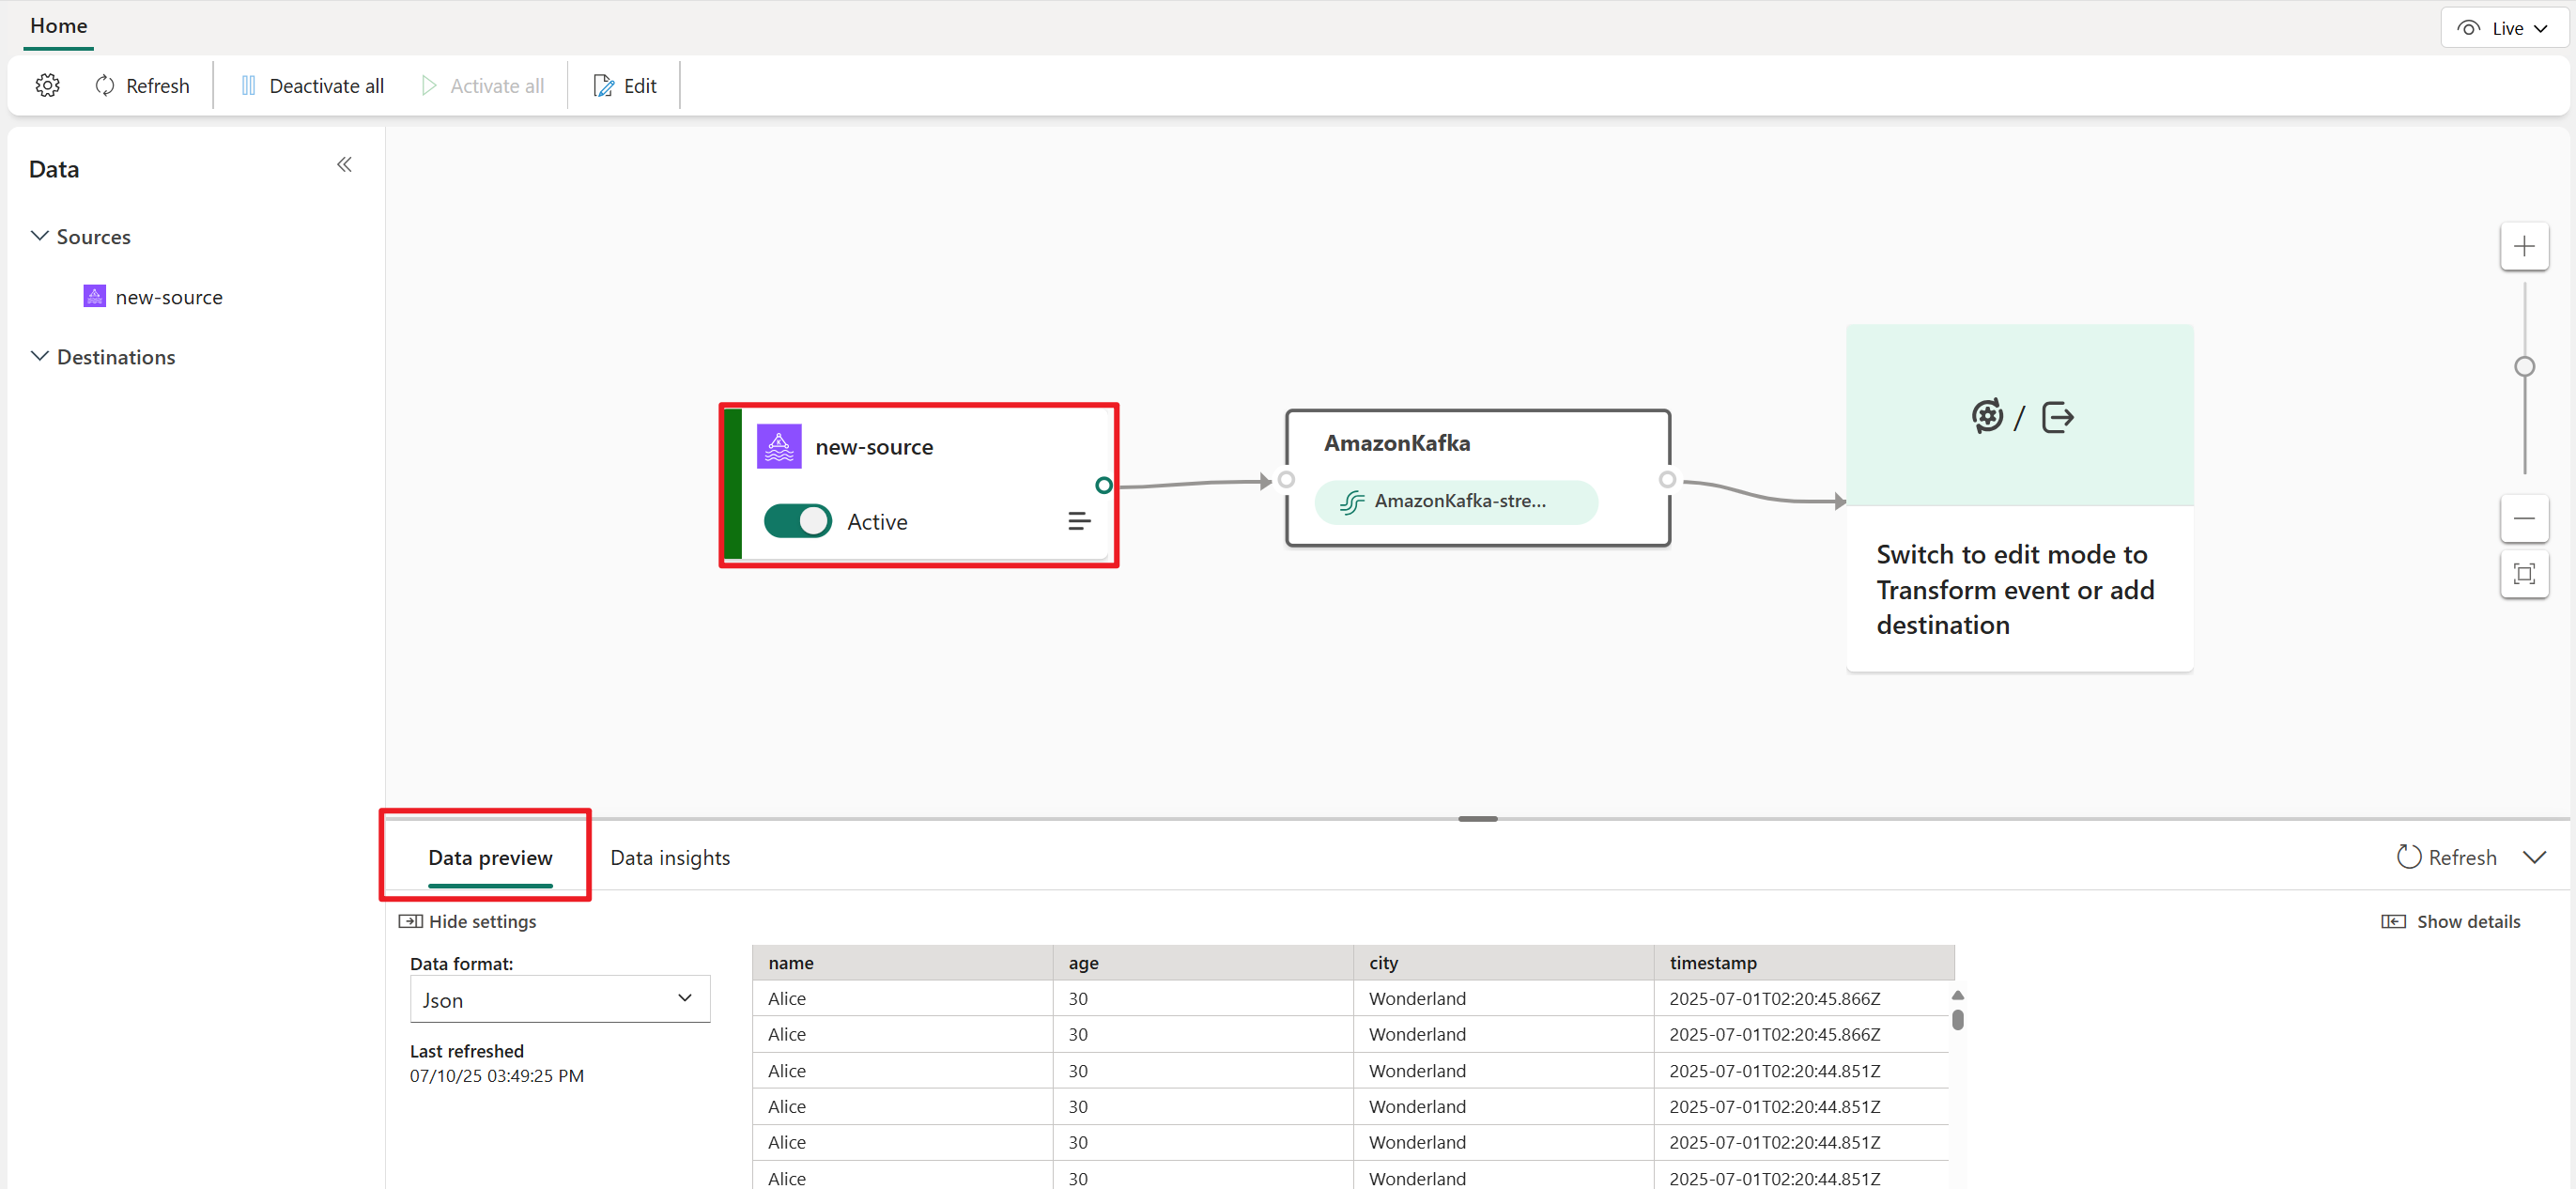 Home
Live
Refresh
Deactivate all
Activate all
Edit
Data
Sources
new-source
Destinations
new-source
Active
AmazonKafka
AmazonKafka-stre...
/
Switch to edit mode to
Transform event or add
destination
Data preview
Data insights
Refresh
Hide settings
Show details
Data format:
Json
Last refreshed
07/10/25 03:49:25 PM
name age city timestamp
Alice 30 Wonderland 2025-07-01T02:20:45.866Z
Alice 30 Wonderland 2025-07-01T02:20:45.866Z
Alice 30 Wonderland 2025-07-01T02:20:44.851Z
Alice 30 Wonderland 2025-07-01T02:20:44.851Z
Alice 30 Wonderland 2025-07-01T02:20:44.851Z
Alice 30 Wonderland 2025-07-01T02:20:44.851Z